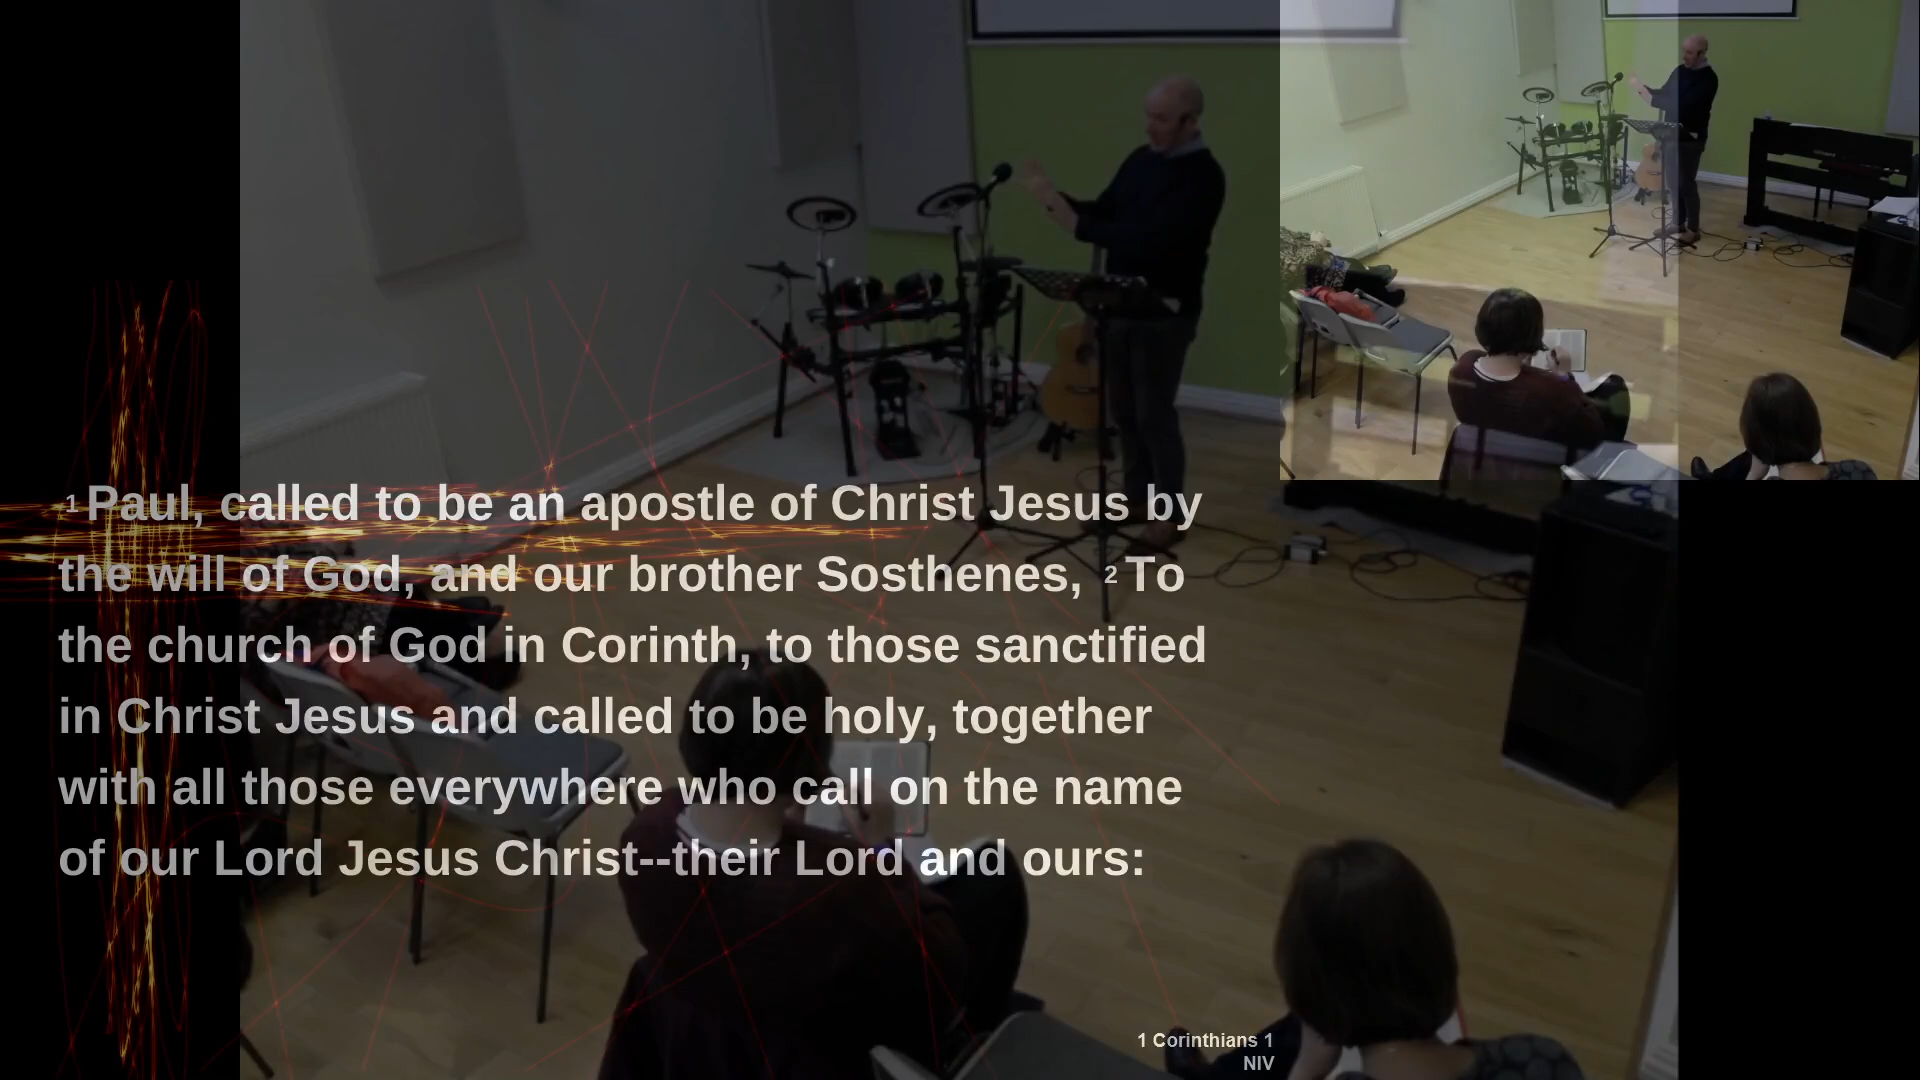 1 Paul, called to be an apostle of Christ Jesus by
the will of God, and our brother Sosthenes, 2 To
the church of God in Corinth, to those sanctified
in Christ Jesus and called to be holy, together
with all those everywhere who call on the name
of our Lord Jesus Christ--their Lord and ours:
1 Corinthians 1
NIV